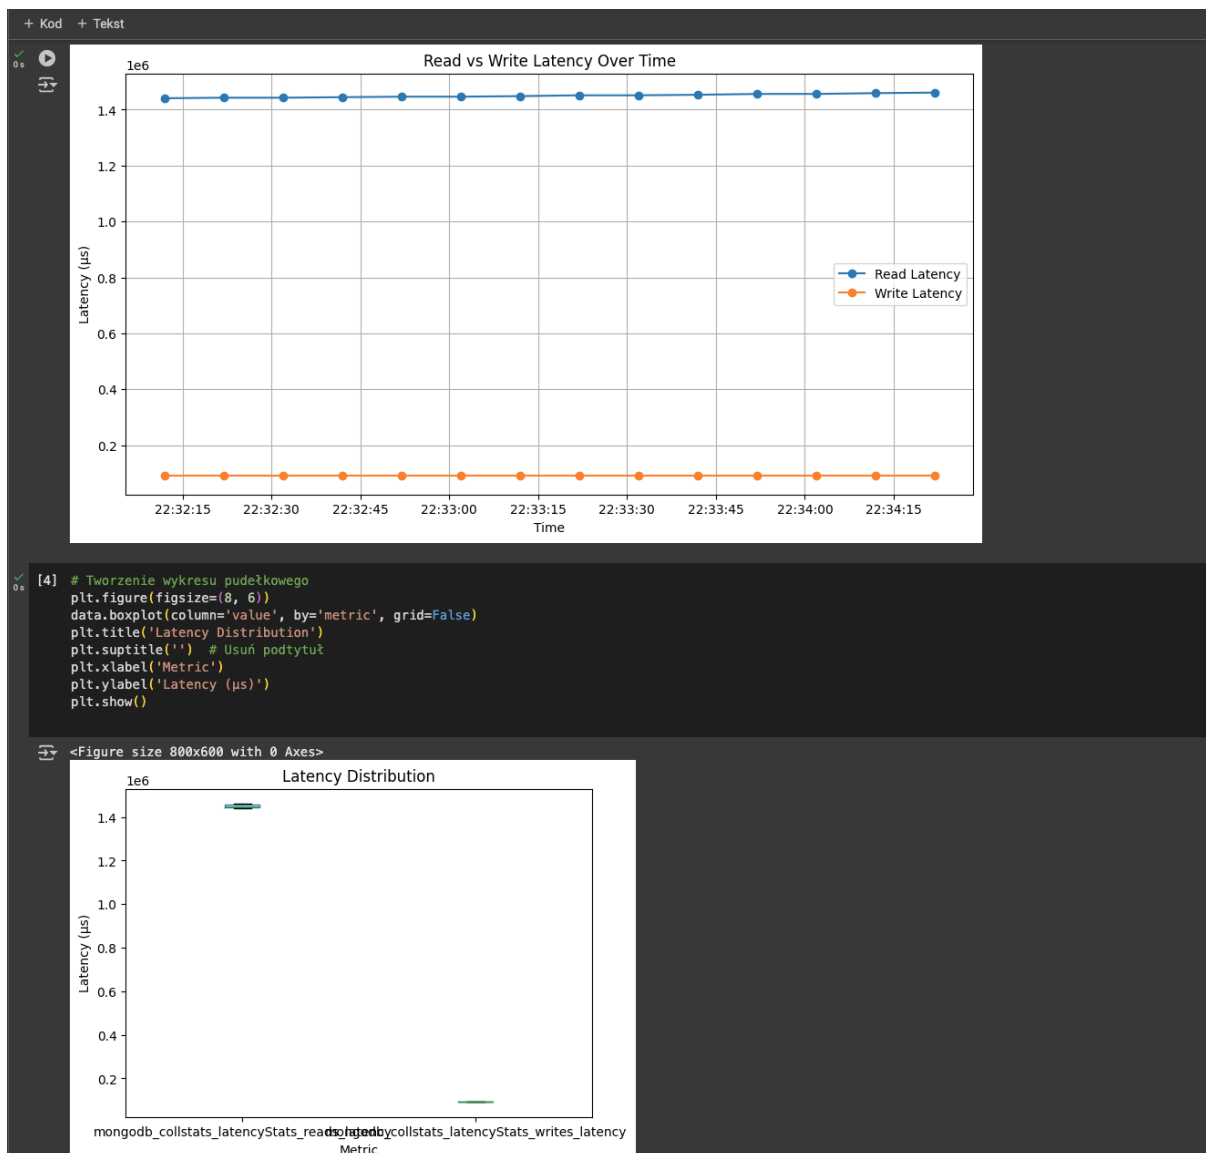 + Kod + Tekst
0 s
Read vs Write Latency Over Time
1e6
1.4
1.2
1.0
0.8
0.6
0.4
0.2
Latency (µs)
Read Latency
Write Latency
22:32:15 22:32:30 22:32:45 22:33:00 22:33:15 22:33:30 22:33:45 22:34:00 22:34:15
Time
0 s
[4] # Tworzenie wykresu pudełkowego
plt.figure(figsize=(8, 6))
data.boxplot(column='value', by='metric', grid=False)
plt.title('Latency Distribution')
plt.suptitle('')  # Usuń podtytuł
plt.xlabel('Metric')
plt.ylabel('Latency (µs)')
plt.show()
<Figure size 800x600 with 0 Axes>
Latency Distribution
1e6
1.4
1.2
1.0
0.8
0.6
0.4
0.2
Latency (µs)
mongodb_collstats_latencyStats_reads_latency mongodb_collstats_latencyStats_writes_latency
Metric